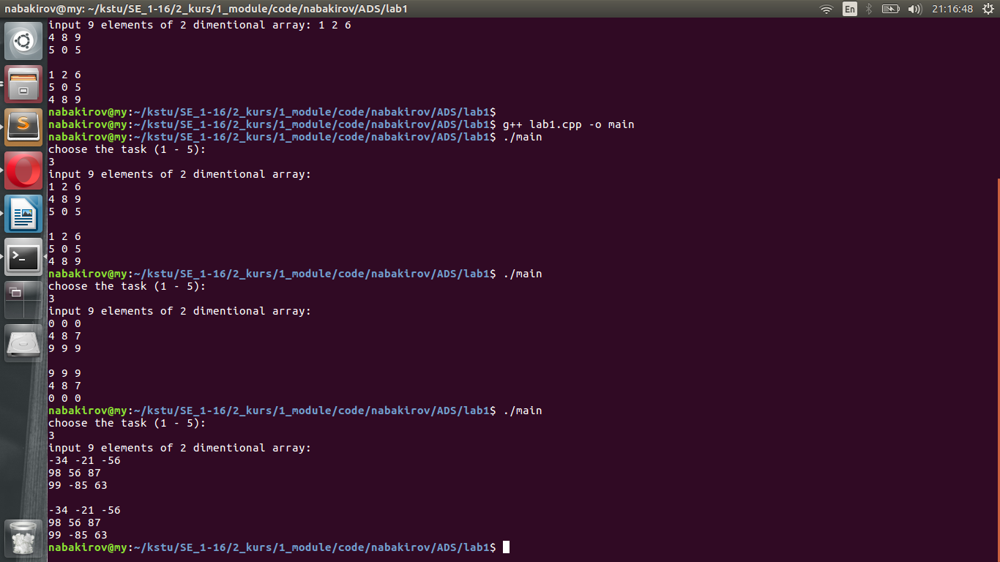 nabakirov@my: ~/kstu/SE_1-16/2_kurs/1_module/code/nabakirov/ADS/lab1
En
21:16:48
input 9 elements of 2 dimentional array: 1 2 6
4 8 9
5 0 5
1 2 6
5 0 5
4 8 9
nabakirov@my:~/kstu/SE_1-16/2_kurs/1_module/code/nabakirov/ADS/lab1$
nabakirov@my:~/kstu/SE_1-16/2_kurs/1_module/code/nabakirov/ADS/lab1$ g++ lab1.cpp -o main
nabakirov@my:~/kstu/SE_1-16/2_kurs/1_module/code/nabakirov/ADS/lab1$ ./main
choose the task (1 - 5):
3
input 9 elements of 2 dimentional array:
1 2 6
4 8 9
5 0 5
1 2 6
5 0 5
4 8 9
nabakirov@my:~/kstu/SE_1-16/2_kurs/1_module/code/nabakirov/ADS/lab1$ ./main
choose the task (1 - 5):
3
input 9 elements of 2 dimentional array:
0 0 0
4 8 7
9 9 9
9 9 9
4 8 7
0 0 0
nabakirov@my:~/kstu/SE_1-16/2_kurs/1_module/code/nabakirov/ADS/lab1$ ./main
choose the task (1 - 5):
3
input 9 elements of 2 dimentional array:
-34 -21 -56
98 56 87
99 -85 63
-34 -21 -56
98 56 87
99 -85 63
nabakirov@my:~/kstu/SE_1-16/2_kurs/1_module/code/nabakirov/ADS/lab1$